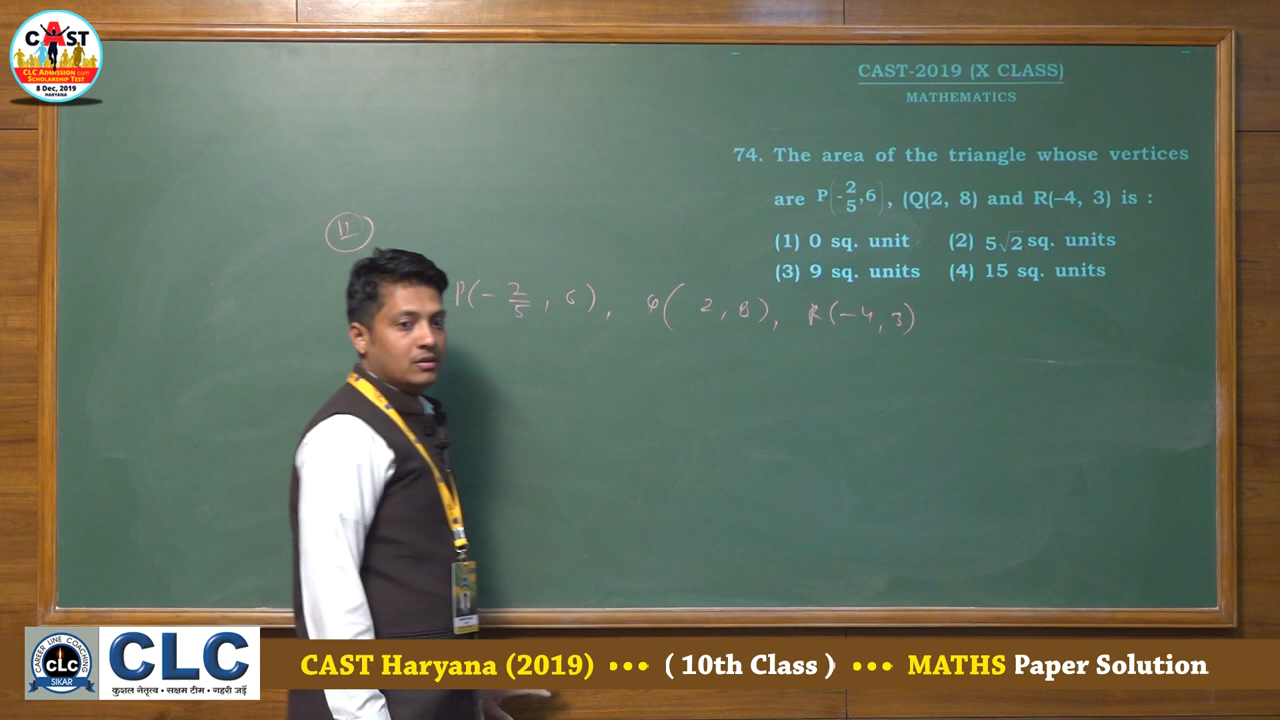 CAST
CLC ADMISSION cum
SCHOLARSHIP TEST
8 Dec, 2019
HARYANA
CAST-2019 (X CLASS)
MATHEMATICS
74. The area of the triangle whose vertices
are P(-2/5,6), (Q(2, 8) and R(–4, 3) is :
(1) 0 sq. unit (2) 5√2 sq. units
(3) 9 sq. units (4) 15 sq. units
P(-2/5, 6), Q(2, 8), R(-4, 3)
CAREER LINE COACHING
CLC
SIKAR
CLC
कुशल नेतृत्व • सक्षम टीम • गहरी जड़ें
CAST Haryana (2019) ••• ( 10th Class ) ••• MATHS Paper Solution